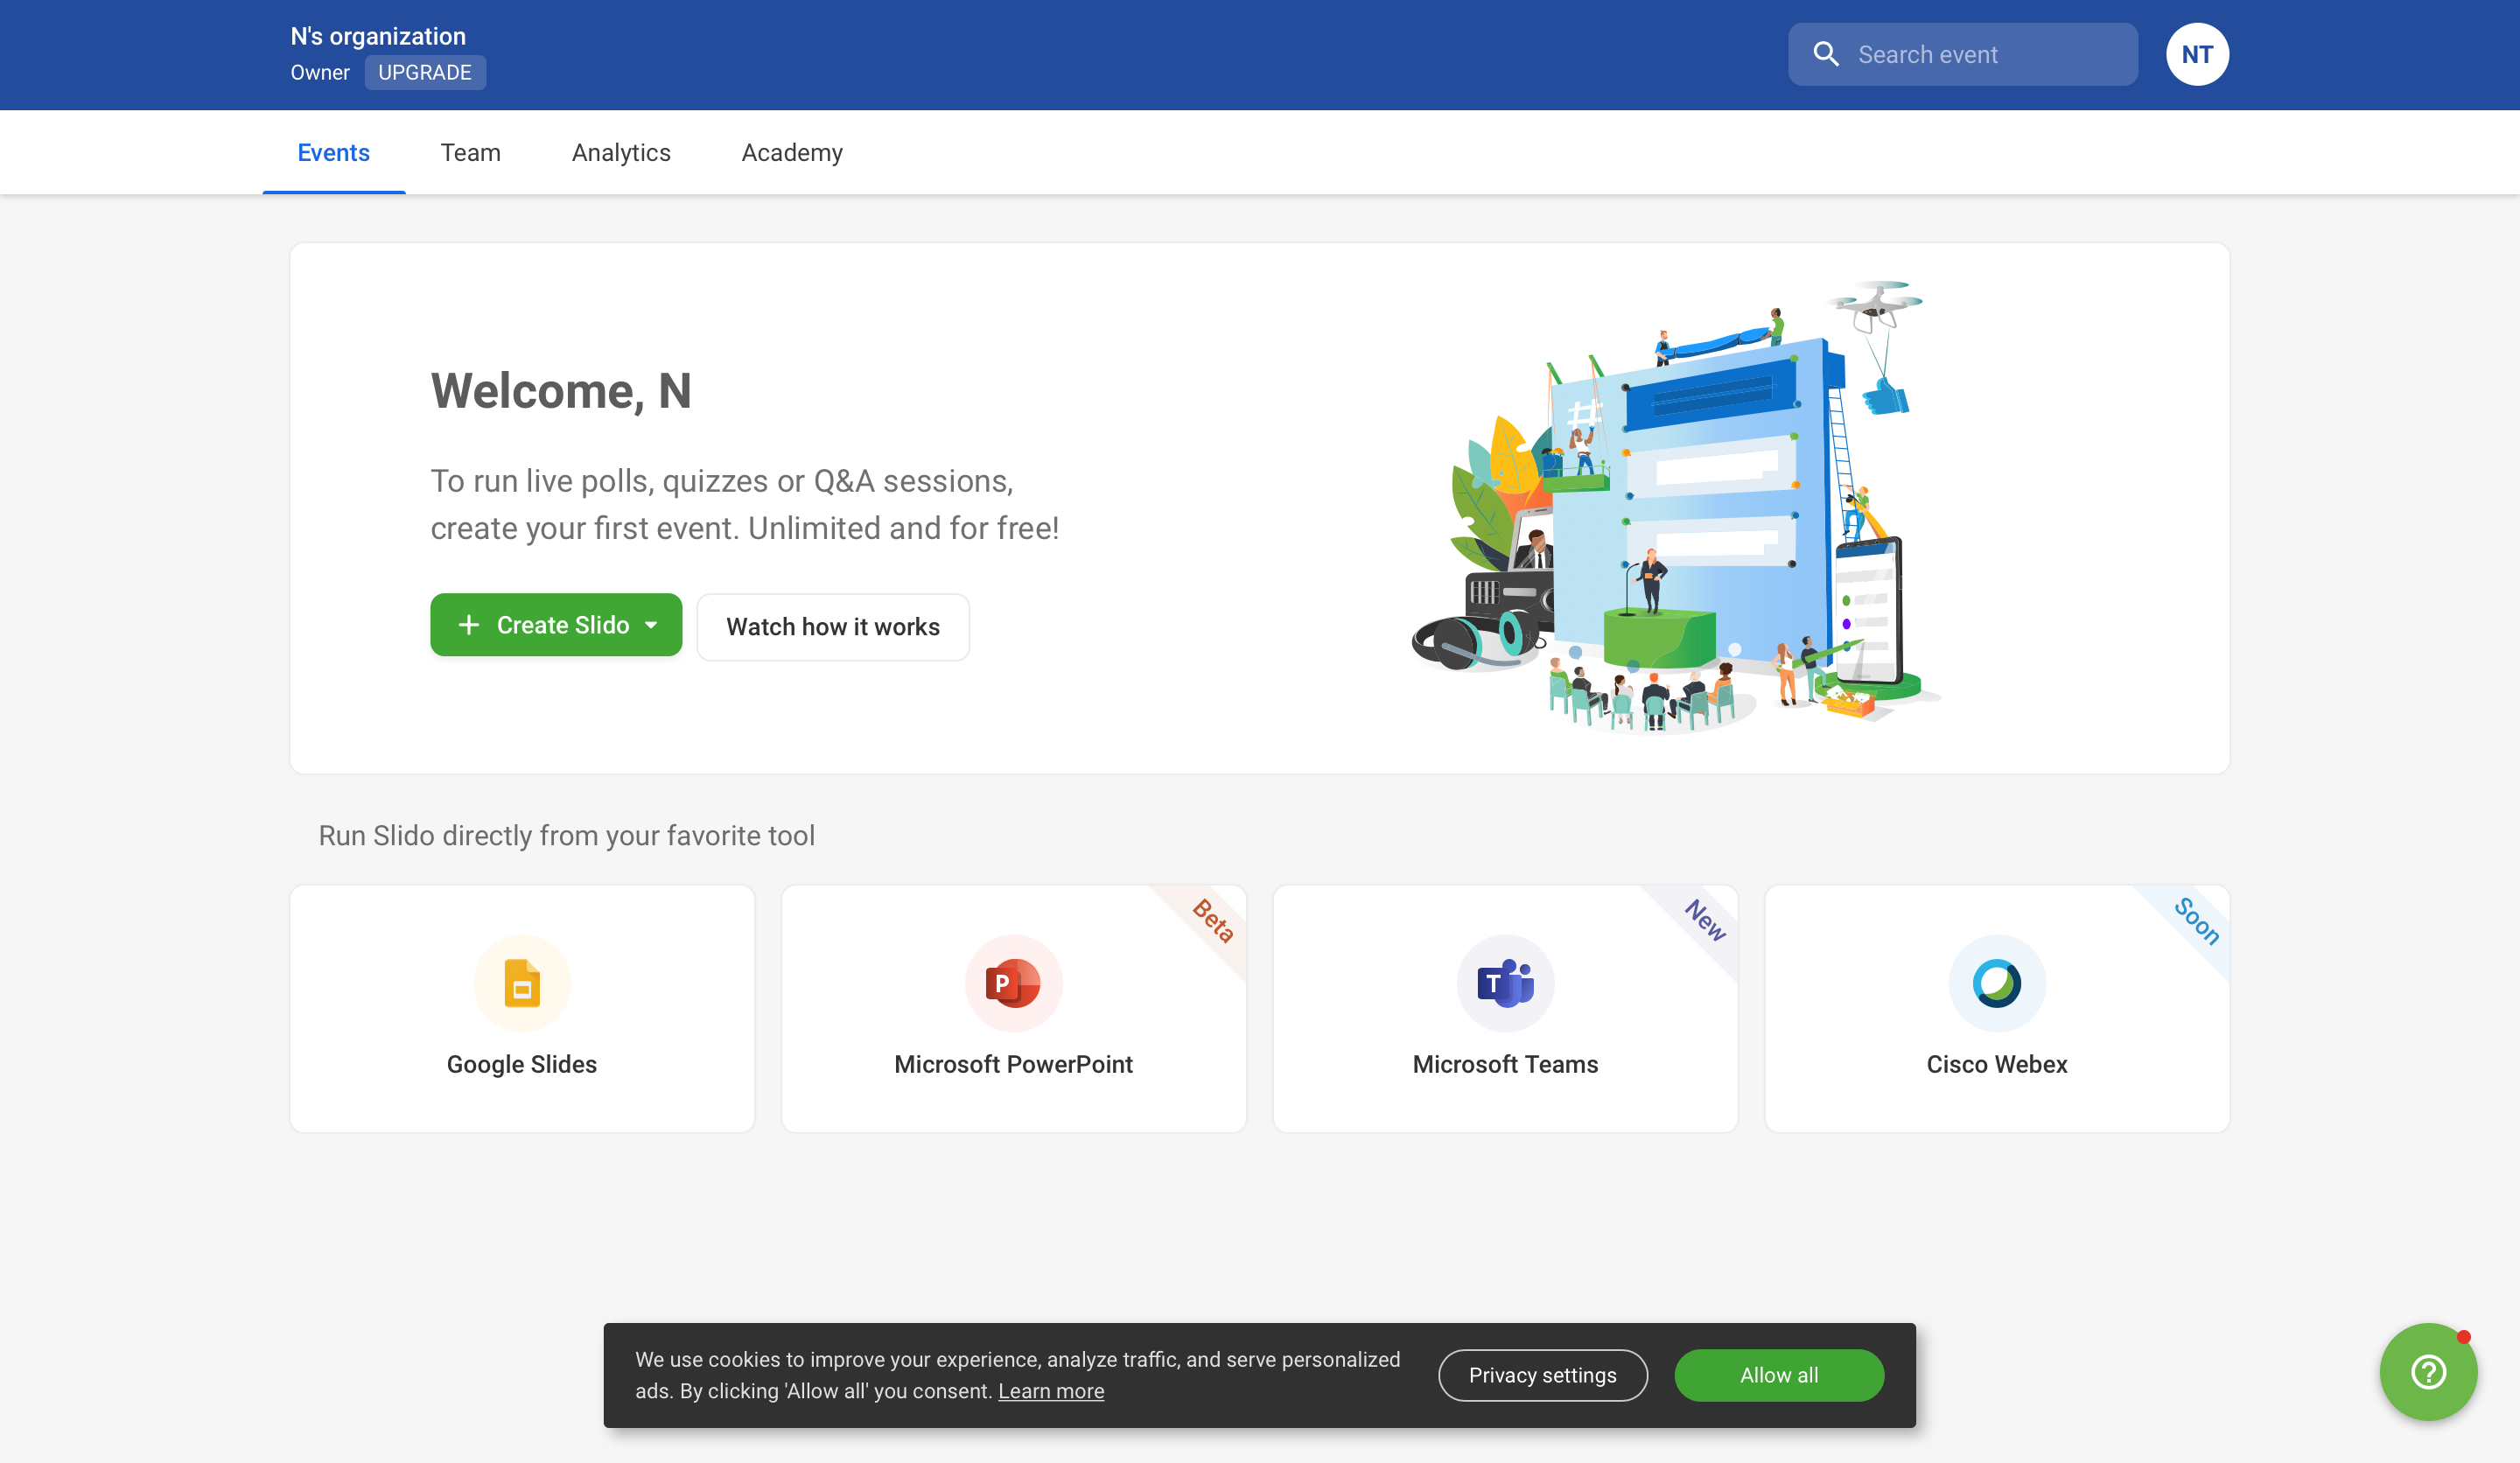 N's organization
Owner UPGRADE
Search event
NT
Events Team Analytics Academy
Welcome, N
To run live polls, quizzes or Q&A sessions,
create your first event. Unlimited and for free!
Create Slido
Watch how it works
Run Slido directly from your favorite tool
Google Slides
Beta
P
Microsoft PowerPoint
New
T
Microsoft Teams
Soon
Cisco Webex
We use cookies to improve your experience, analyze traffic, and serve personalized
ads. By clicking 'Allow all' you consent. Learn more
Privacy settings
Allow all